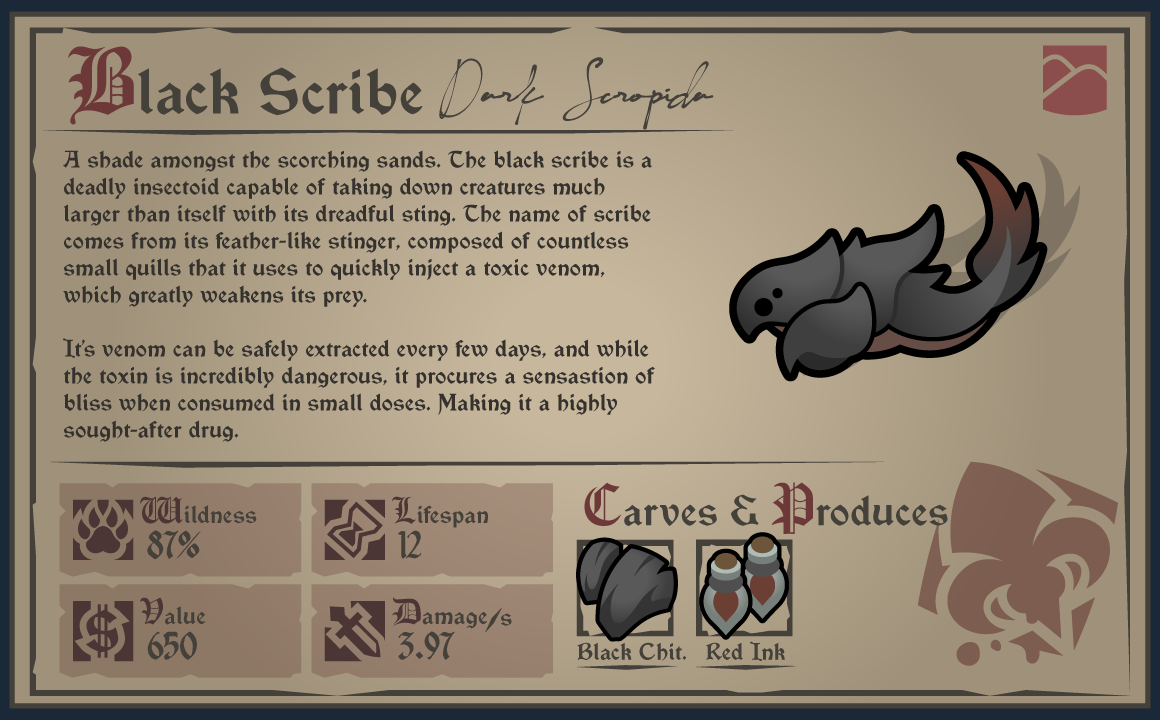 Black Scribe Dark Scropida
A shade amongst the scorching sands. The black scribe is a
deadly insectoid capable of taking down creatures much
larger than itself with its dreadful sting. The name of scribe
comes from its feather-like stinger, composed of countless
small quills that it uses to quickly inject a toxic venom,
which greatly weakens its prey.
It's venom can be safely extracted every few days, and while
the toxin is incredibly dangerous, it procures a sensastion of
bliss when consumed in small doses. Making it a highly
sought-after drug.
Wildness
87%
Lifespan
12
Value
650
Damage/s
3.97
Carves & Produces
Black Chit.
Red Ink